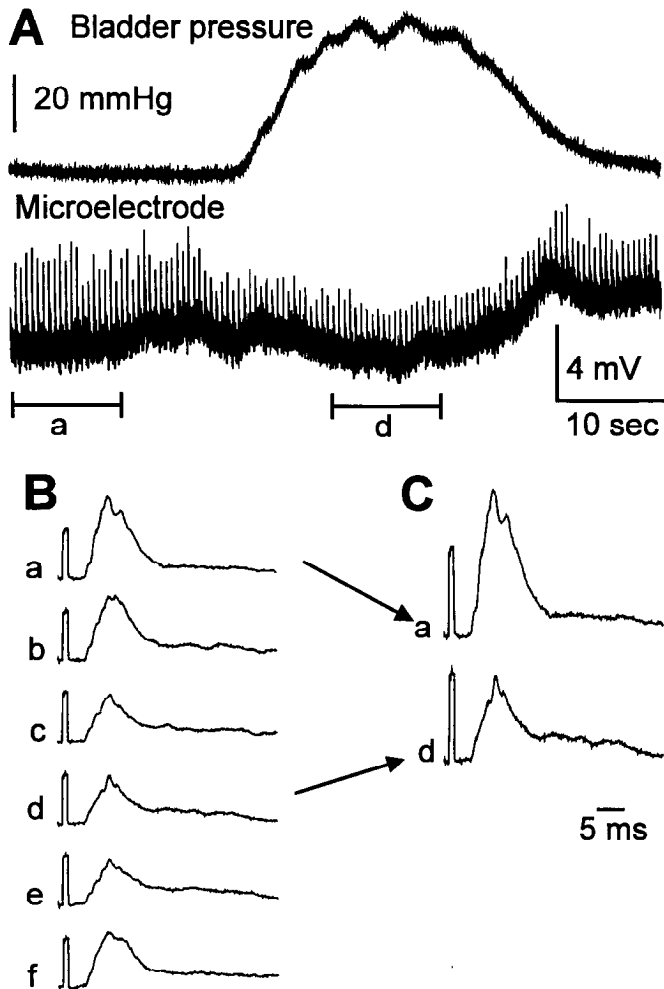 A Bladder pressure
20 mmHg
Microelectrode
4 mV
10 sec
a
d
B
C
a
b
c
d
e
f
a
d
5 ms